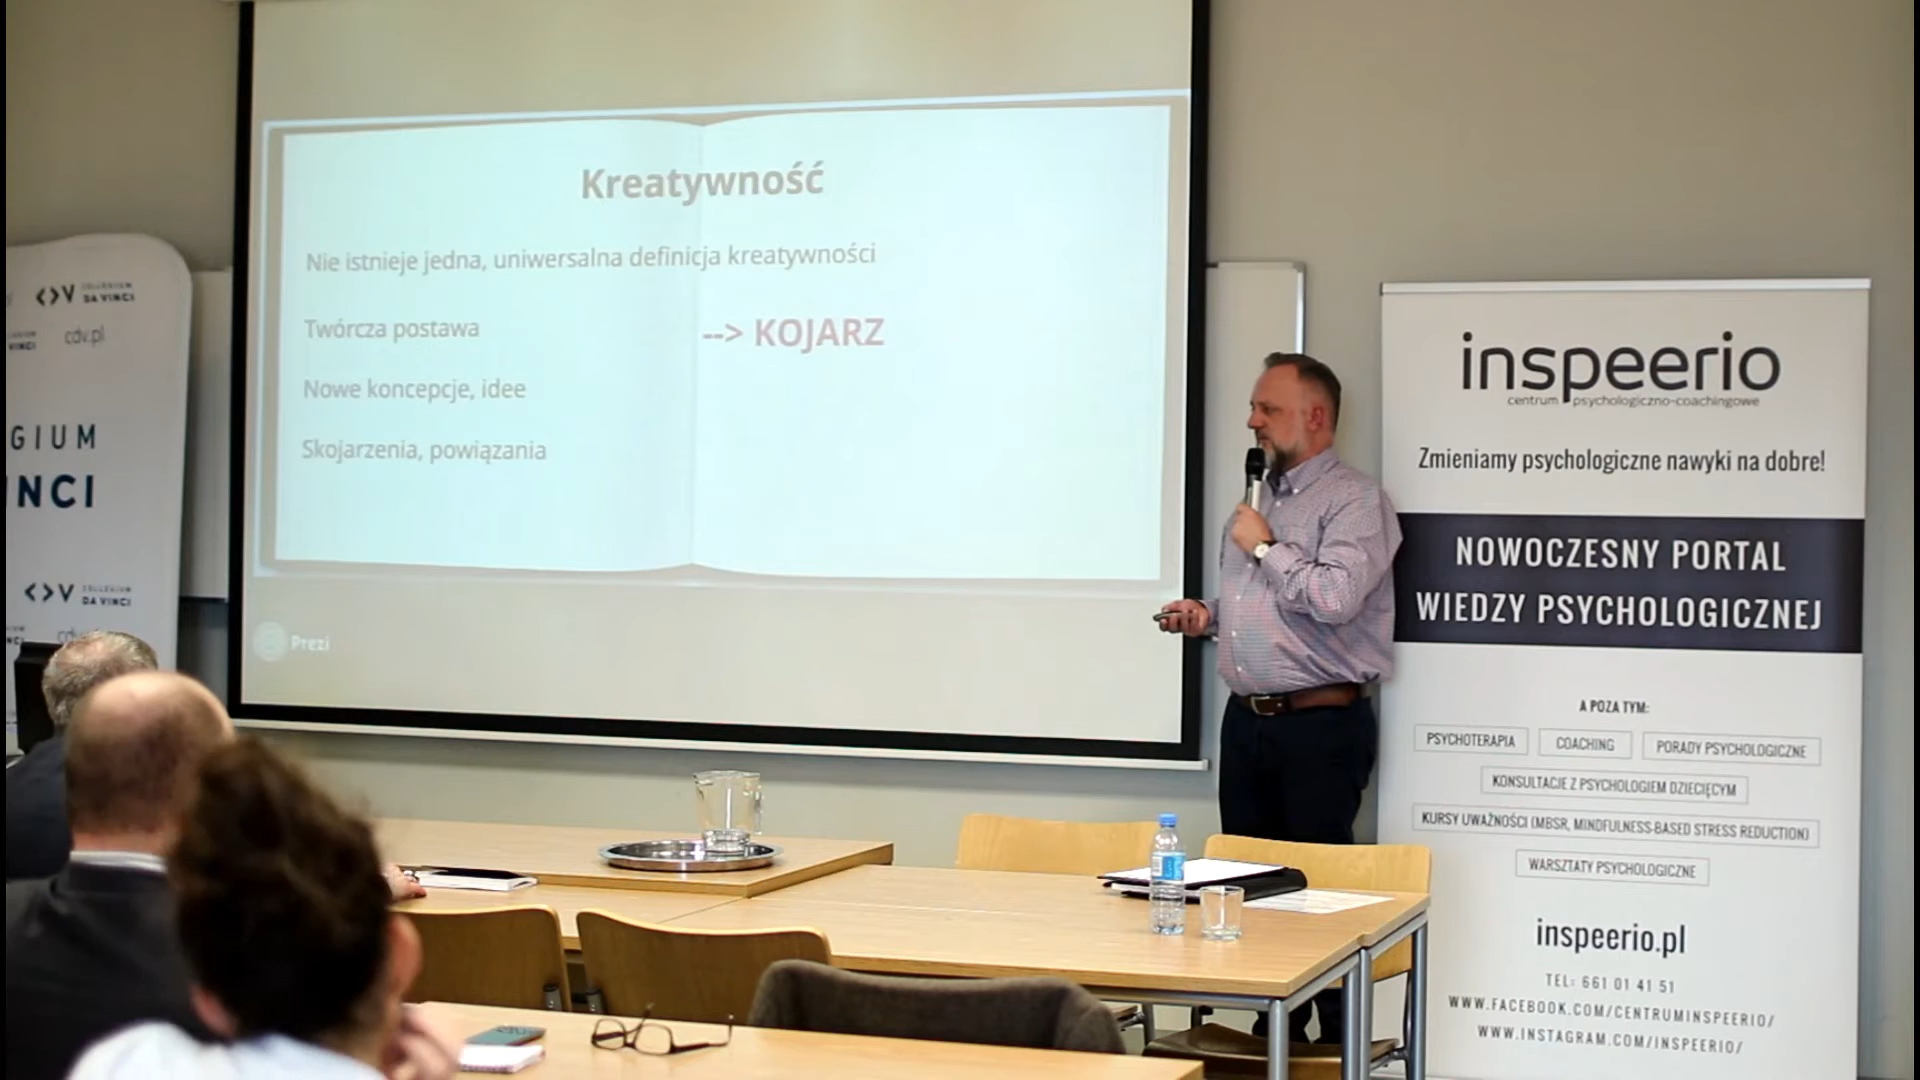 Kreatywność
Nie istnieje jedna, uniwersalna definicja kreatywności
Twórcza postawa
--> KOJARZ
Nowe koncepcje, idee
Skojarzenia, powiązania
Prezi
COLLEGIUM
DA VINCI
cdv.pl
GIUM
INCI
COLLEGIUM
DA VINCI
inspeerio
centrum psychologiczno-coachingowe
Zmieniamy psychologiczne nawyki na dobre!
NOWOCZESNY PORTAL
WIEDZY PSYCHOLOGICZNEJ
A POZA TYM:
PSYCHOTERAPIA
COACHING
PORADY PSYCHOLOGICZNE
KONSULTACJE Z PSYCHOLOGIEM DZIECIĘCYM
KURSY UWAŻNOŚCI (MBSR, MINDFULNESS-BASED STRESS REDUCTION)
WARSZTATY PSYCHOLOGICZNE
inspeerio.pl
TEL: 661 01 41 51
WWW.FACEBOOK.COM/CENTRUMINSPEERIO/
WWW.INSTAGRAM.COM/INSPEERIO/